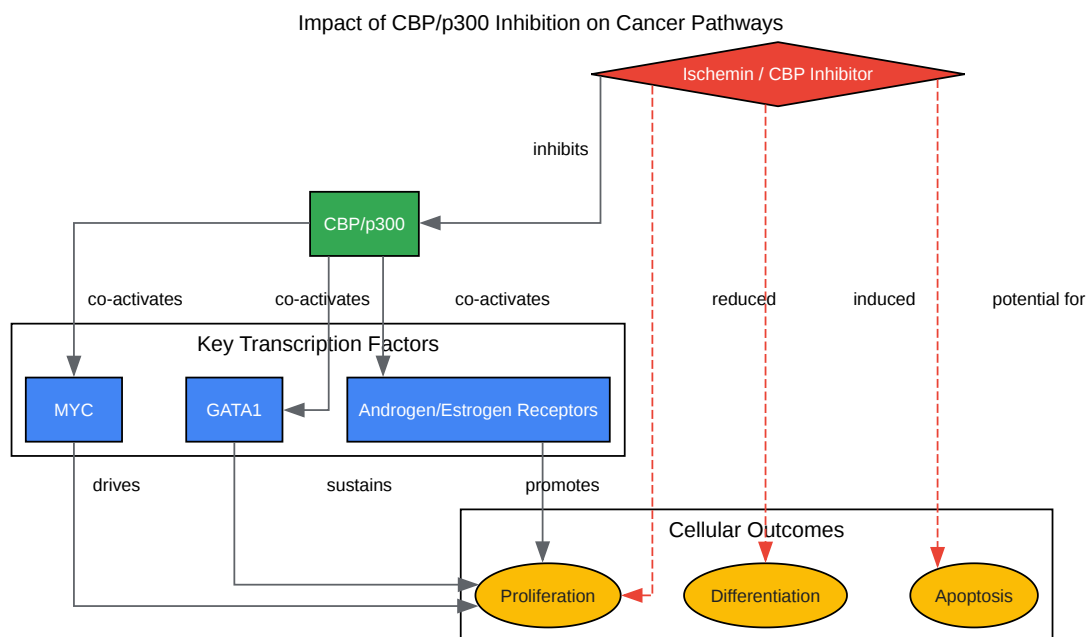 Impact of CBP/p300 Inhibition on Cancer Pathways
Ischemin / CBP Inhibitor
inhibits
CBP/p300
co-activates
co-activates
co-activates
reduced
induced
potential for
Key Transcription Factors
MYC
GATA1
Androgen/Estrogen Receptors
drives
sustains
promotes
Cellular Outcomes
Proliferation
Differentiation
Apoptosis